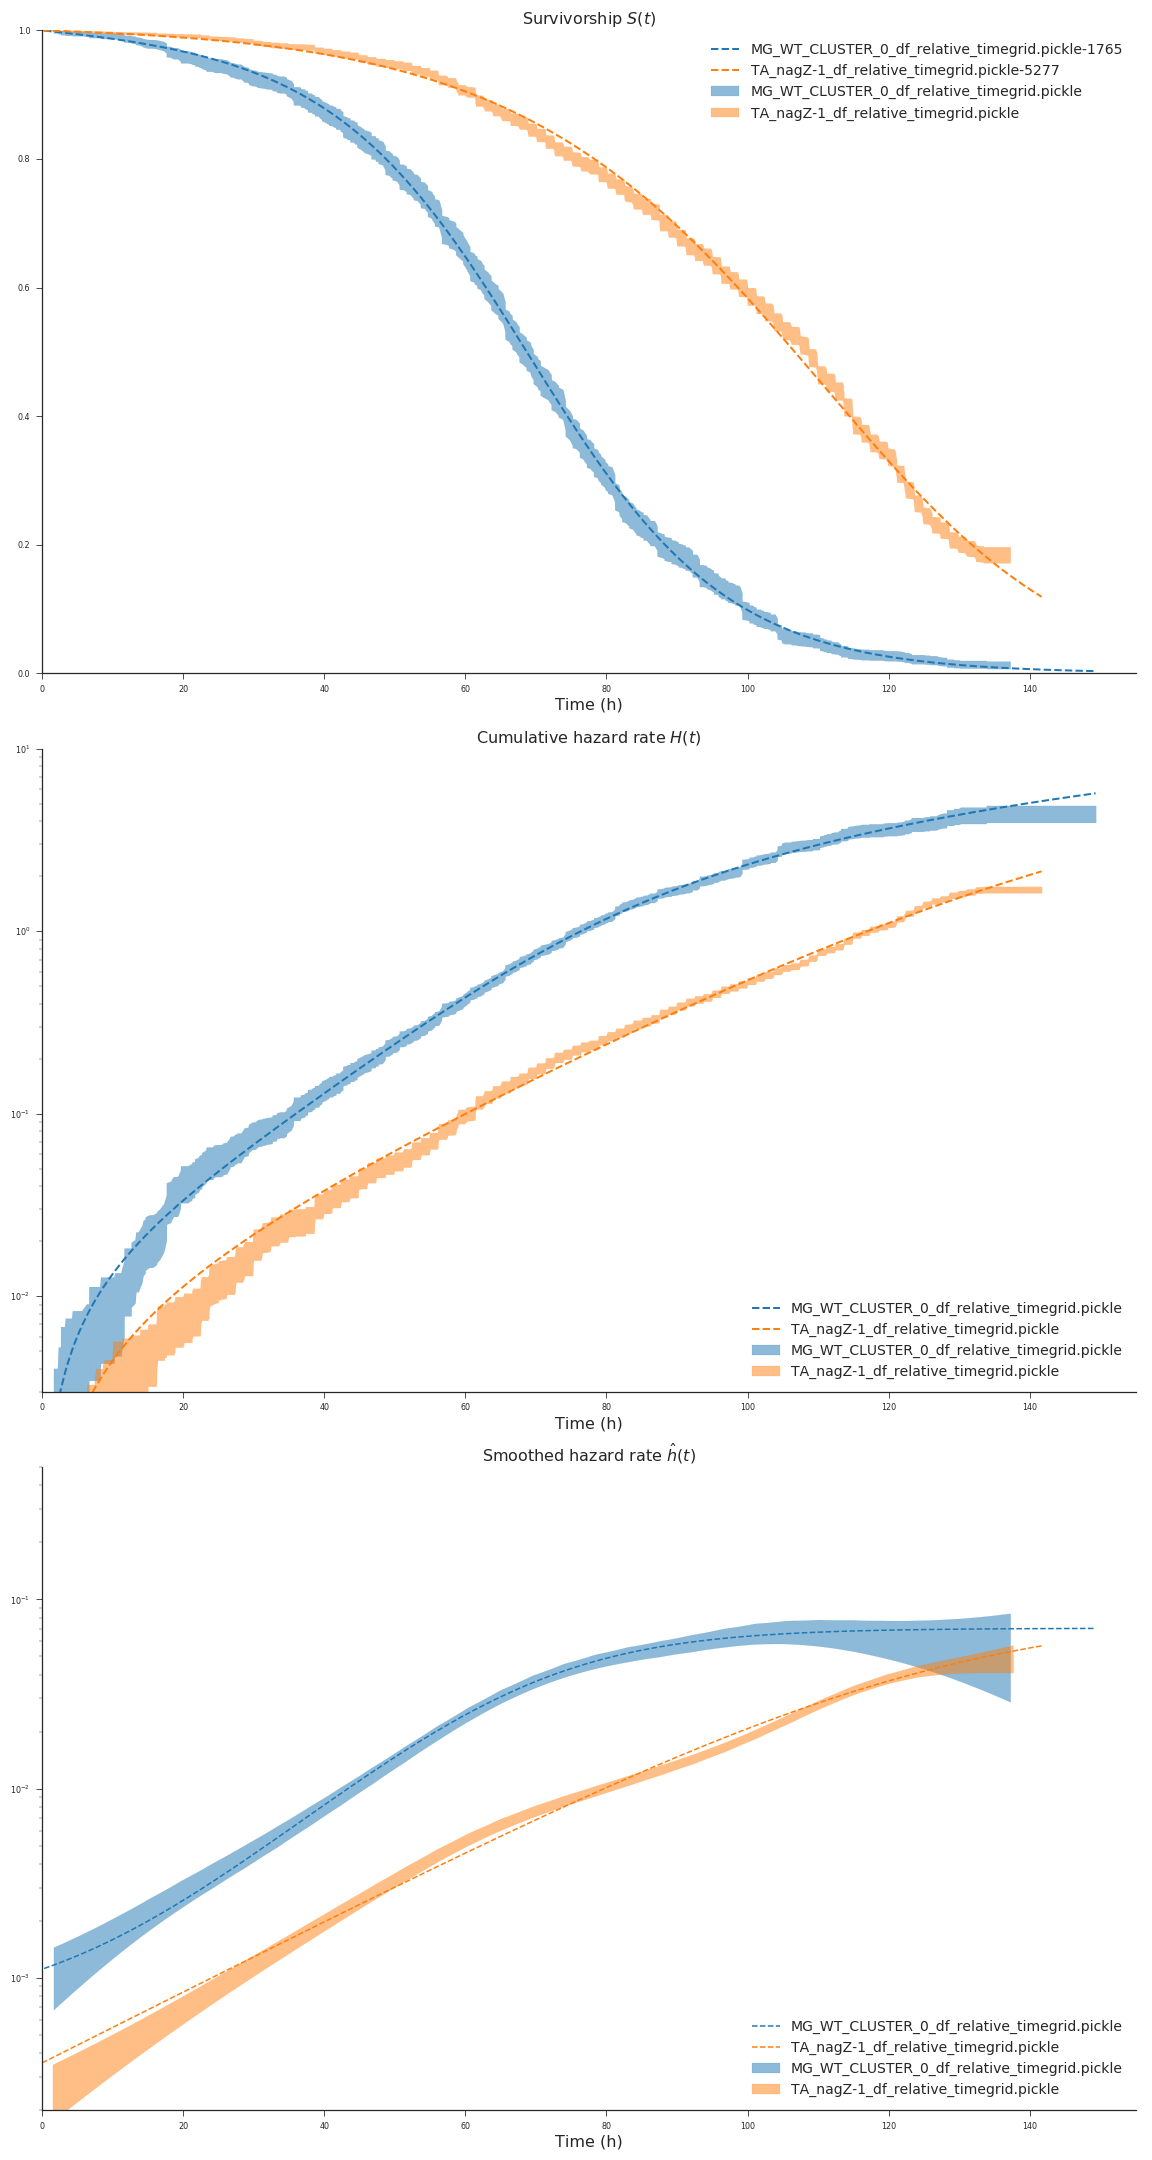 Survivorship S(t)
1.0
0.8
0.6
0.4
0.2
0.0
MG_WT_CLUSTER_0_df_relative_timegrid.pickle-1765
TA_nagZ-1_df_relative_timegrid.pickle-5277
MG_WT_CLUSTER_0_df_relative_timegrid.pickle
TA_nagZ-1_df_relative_timegrid.pickle
0 20 40 60 80 100 120 140
Time (h)
Cumulative hazard rate H(t)
10¹
10⁰
10⁻¹
10⁻²
MG_WT_CLUSTER_0_df_relative_timegrid.pickle
TA_nagZ-1_df_relative_timegrid.pickle
MG_WT_CLUSTER_0_df_relative_timegrid.pickle
TA_nagZ-1_df_relative_timegrid.pickle
0 20 40 60 80 100 120 140
Time (h)
Smoothed hazard rate ĥ(t)
10⁻¹
10⁻²
10⁻³
MG_WT_CLUSTER_0_df_relative_timegrid.pickle
TA_nagZ-1_df_relative_timegrid.pickle
MG_WT_CLUSTER_0_df_relative_timegrid.pickle
TA_nagZ-1_df_relative_timegrid.pickle
0 20 40 60 80 100 120 140
Time (h)